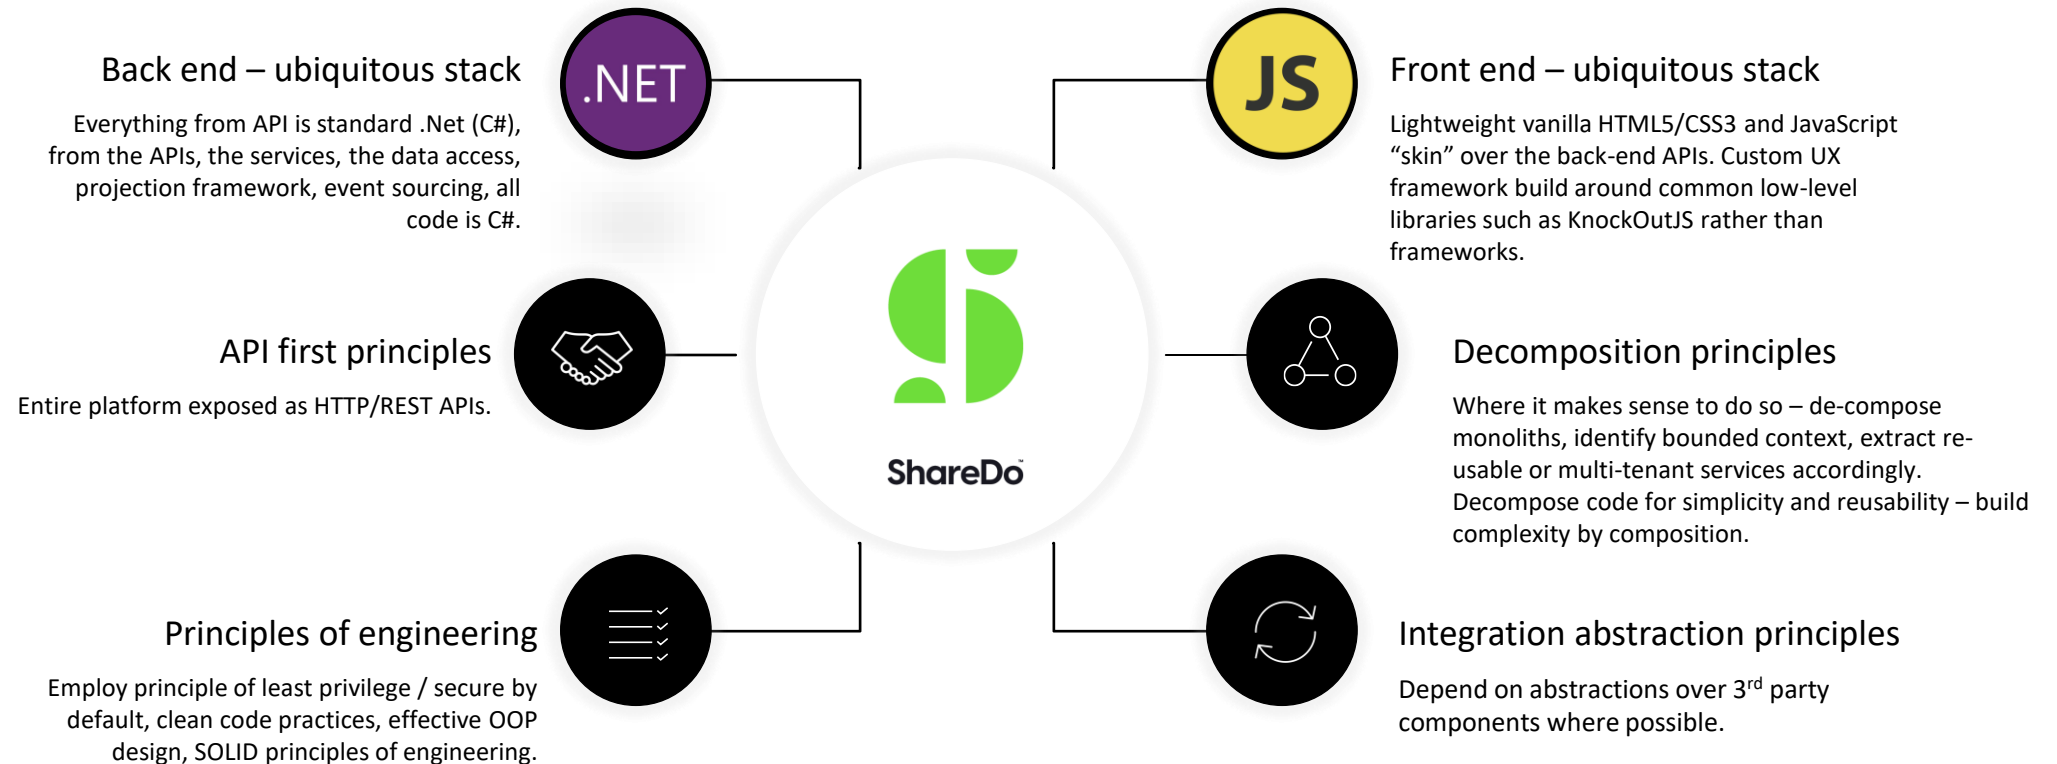 Back end – ubiquitous stack
Everything from API is standard .Net (C#),
from the APIs, the services, the data access,
projection framework, event sourcing, all
code is C#.
.NET
API first principles
Entire platform exposed as HTTP/REST APIs.
Principles of engineering
Employ principle of least privilege / secure by
default, clean code practices, effective OOP
design, SOLID principles of engineering.
ShareDo™
JS
Front end – ubiquitous stack
Lightweight vanilla HTML5/CSS3 and JavaScript
“skin” over the back-end APIs. Custom UX
framework build around common low-level
libraries such as KnockOutJS rather than
frameworks.
Decomposition principles
Where it makes sense to do so – de-compose
monoliths, identify bounded context, extract re-
usable or multi-tenant services accordingly.
Decompose code for simplicity and reusability – build
complexity by composition.
Integration abstraction principles
Depend on abstractions over 3rd party
components where possible.